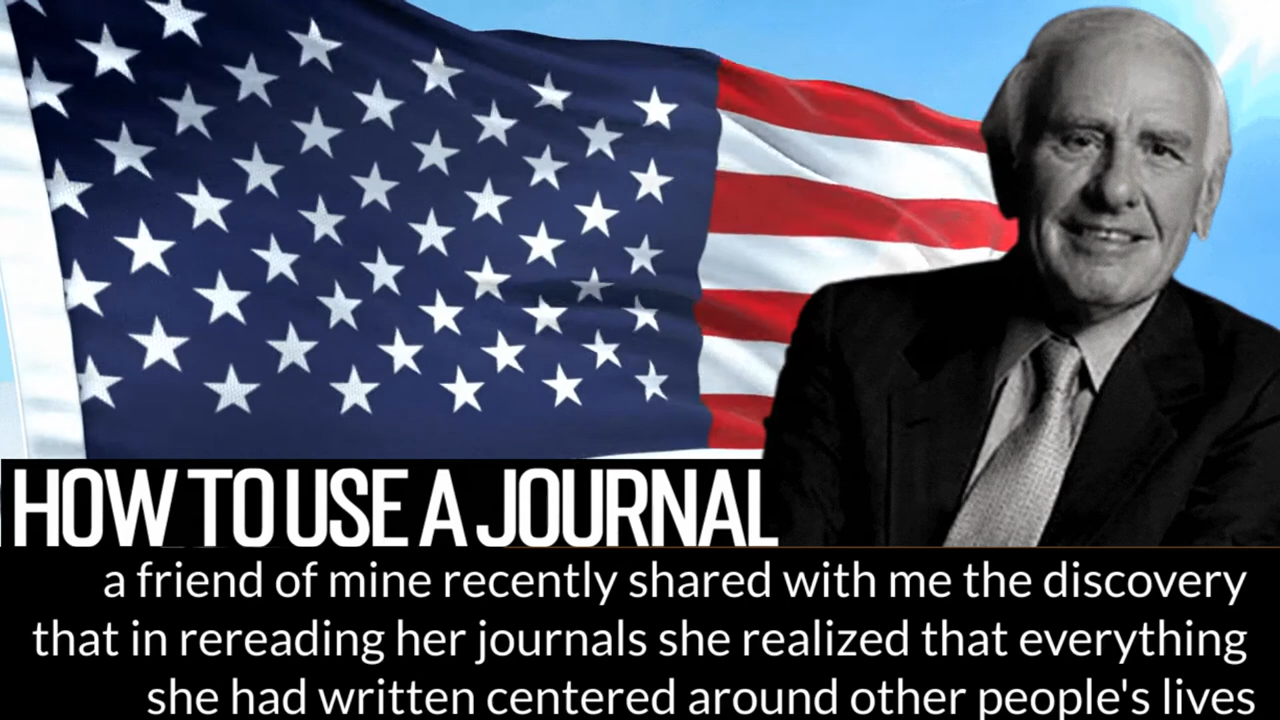 HOW TO USE A JOURNAL
a friend of mine recently shared with me the discovery
that in rereading her journals she realized that everything
she had written centered around other people's lives